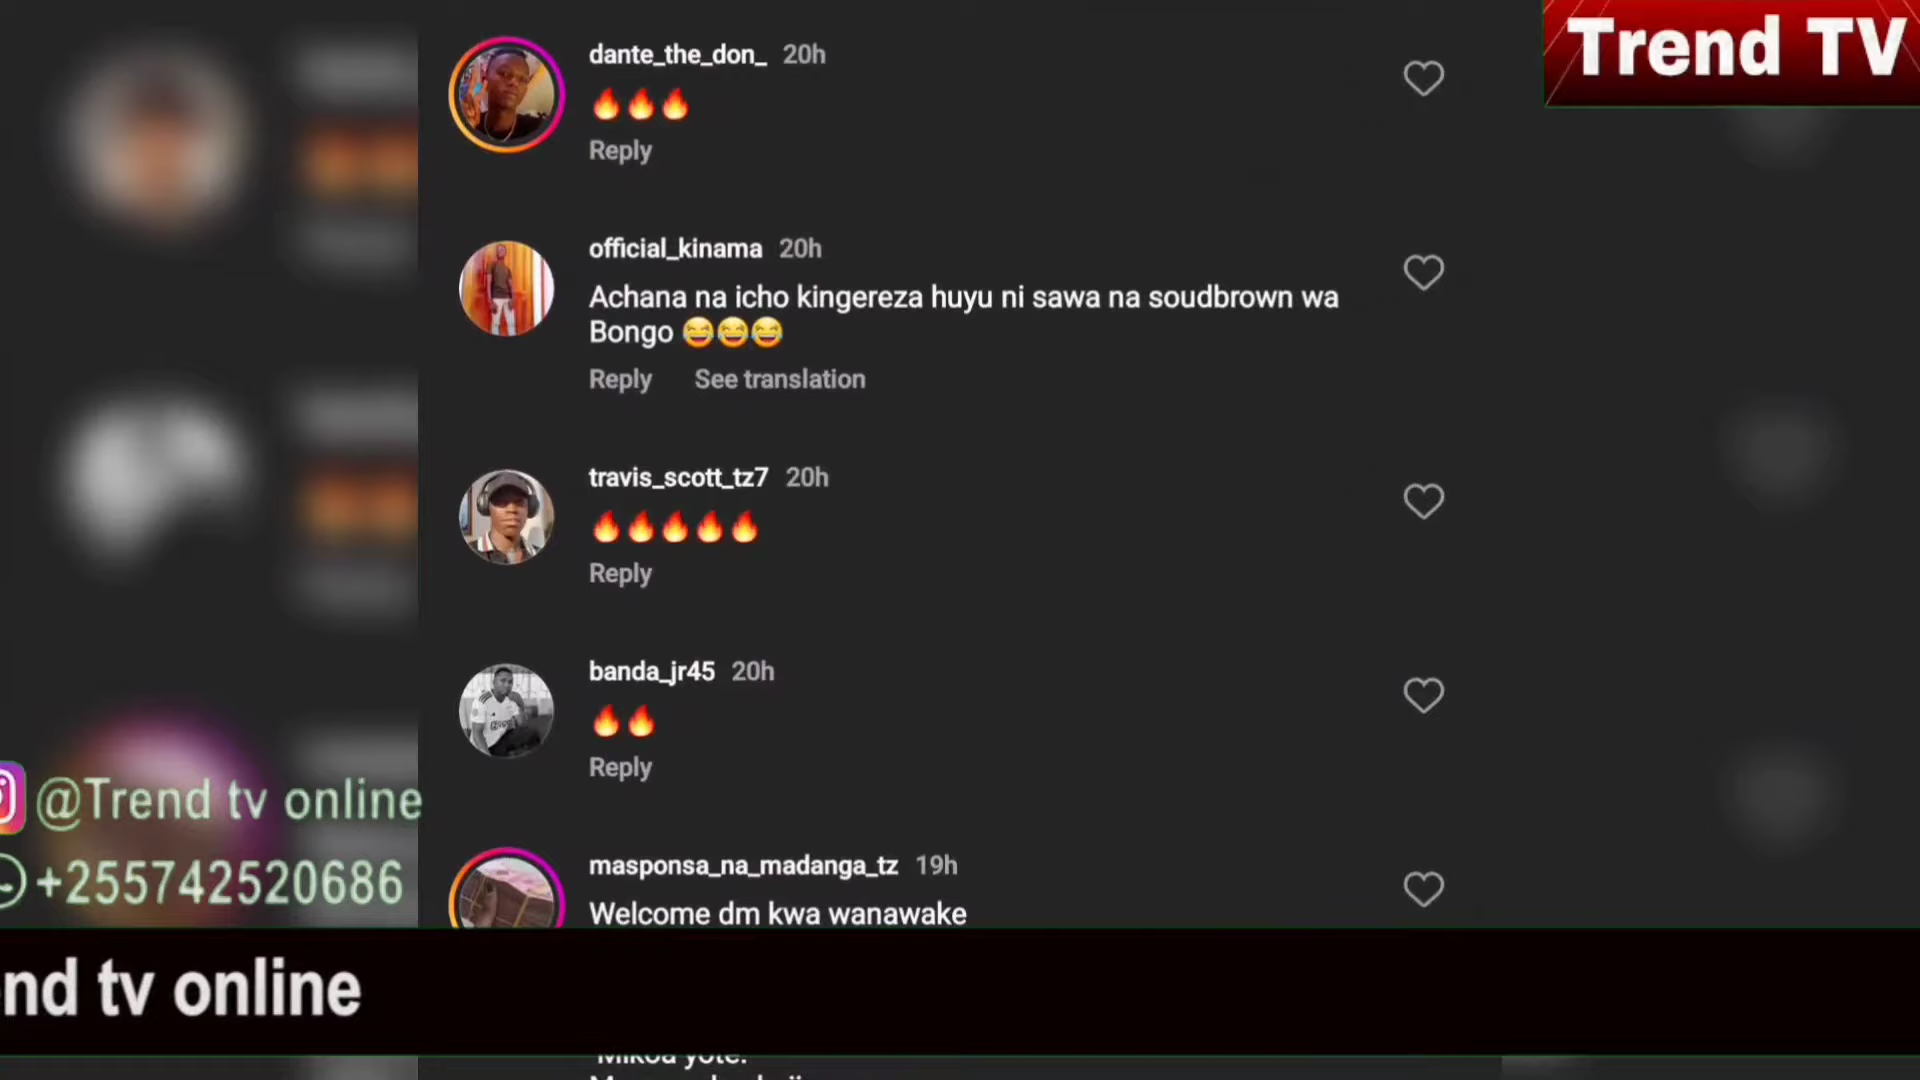 Trend TV
dante_the_don_ 20h
🔥🔥🔥
Reply
official_kinama 20h
Achana na icho kingereza huyu ni sawa na soudbrown wa
Bongo 😂😂😂
Reply See translation
travis_scott_tz7 20h
🔥🔥🔥🔥🔥
Reply
banda_jr45 20h
🔥🔥
Reply
masponsa_na_madanga_tz 19h
Welcome dm kwa wanawake
@Trend tv online
+255742520686
nd tv online
Mikoa yote.